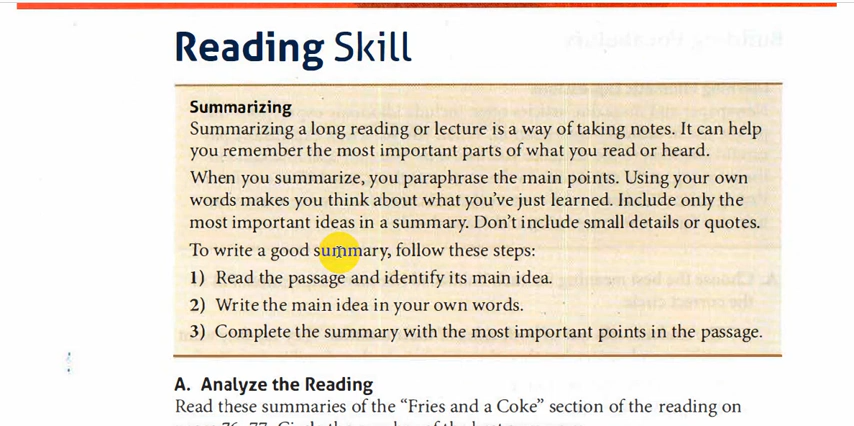 Reading Skill
Summarizing
Summarizing a long reading or lecture is a way of taking notes. It can help
you remember the most important parts of what you read or heard.
When you summarize, you paraphrase the main points. Using your own
words makes you think about what you've just learned. Include only the
most important ideas in a summary. Don't include small details or quotes.
To write a good summary, follow these steps:
1) Read the passage and identify its main idea.
2) Write the main idea in your own words.
3) Complete the summary with the most important points in the passage.
A. Analyze the Reading
Read these summaries of the “Fries and a Coke” section of the reading on